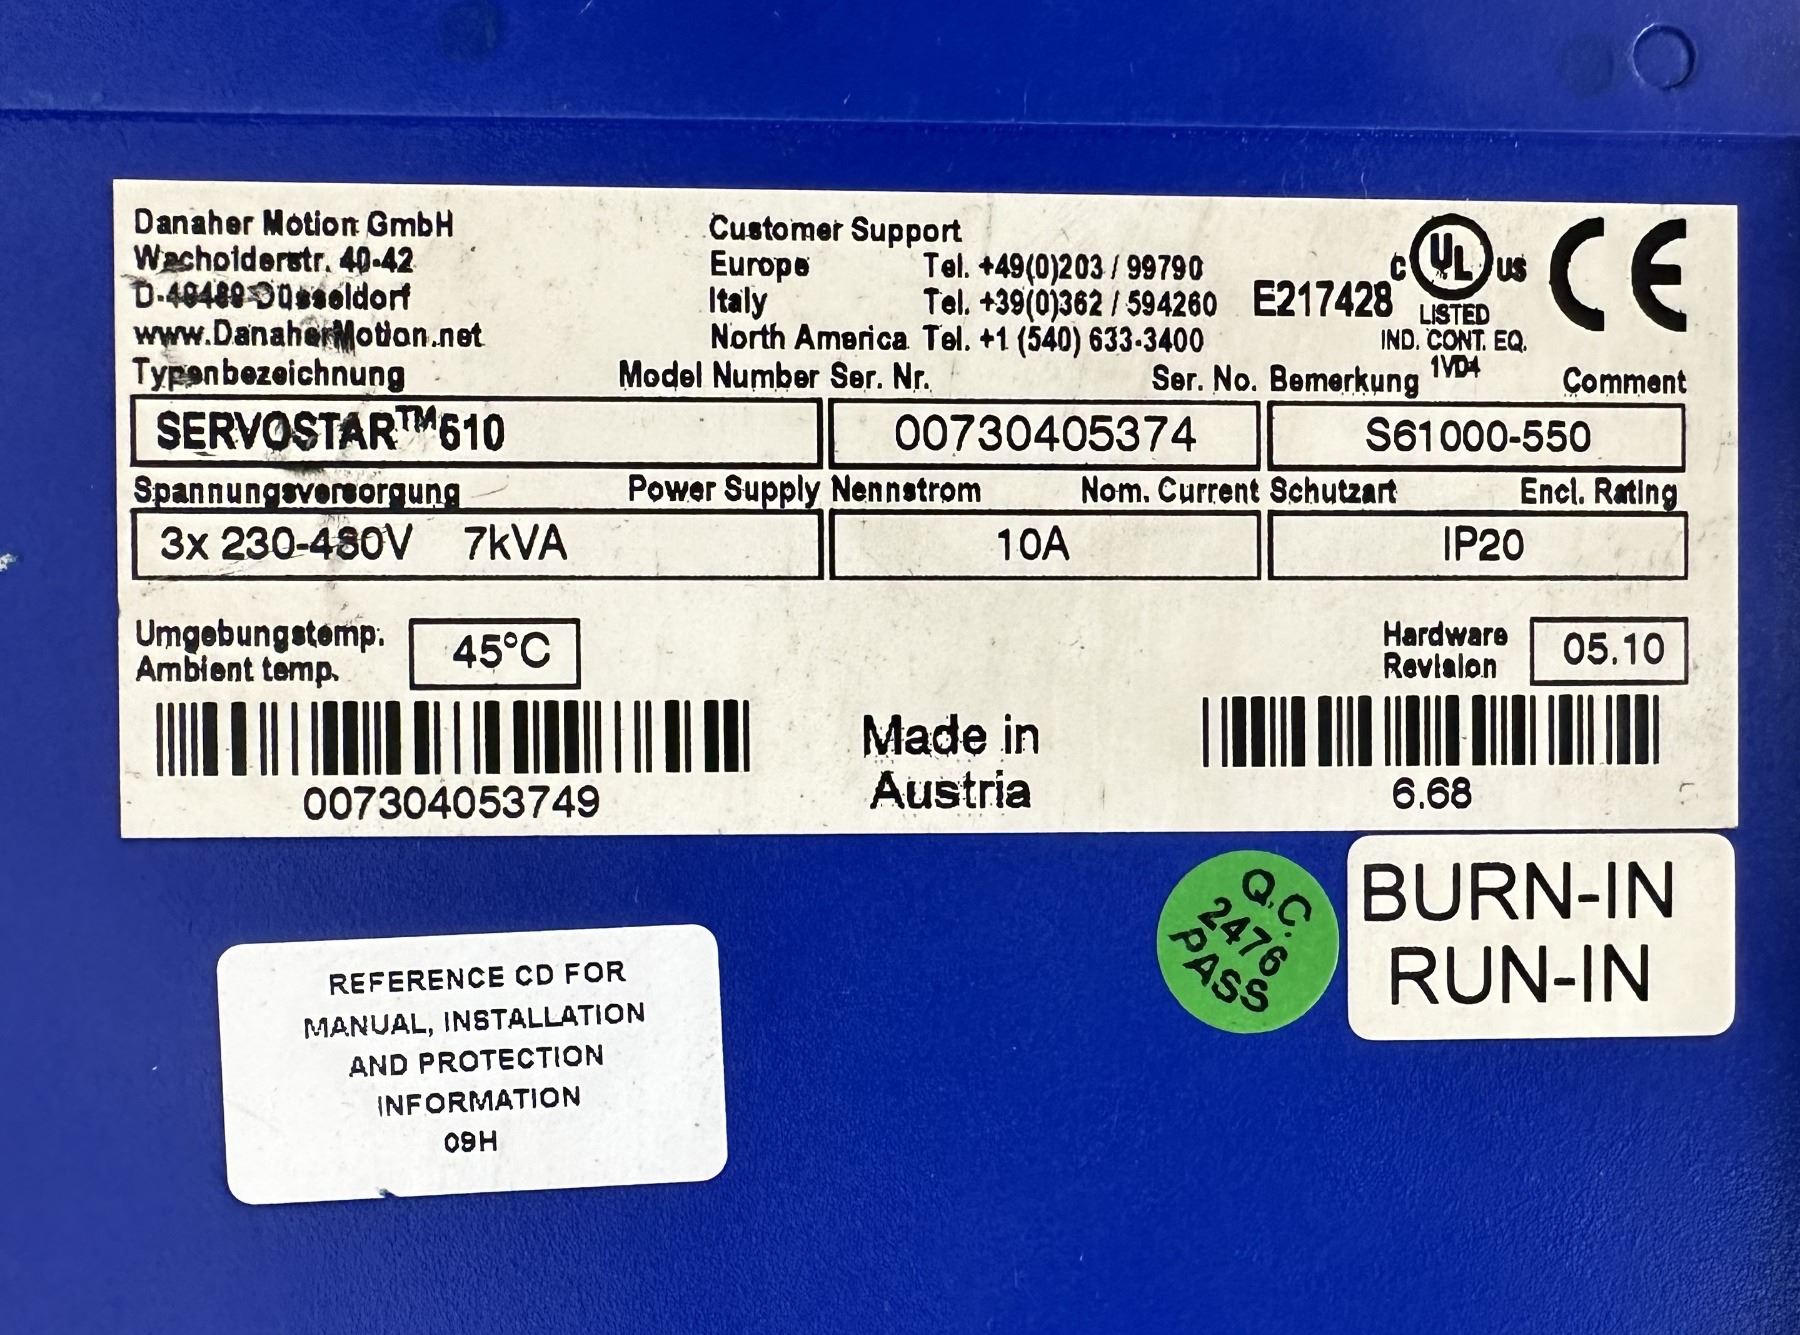 Danaher Motion GmbH
Wacholderstr. 40-42
D-40489 Düsseldorf
www.DanaherMotion.net
Customer Support
Europe Tel. +49(0)203 / 99790
Italy Tel. +39(0)362 / 594260
North America Tel. +1 (540) 633-3400
E217428
C UL US
LISTED
IND. CONT. EQ.
1VD4
CE
Typenbezeichnung Model Number Ser. Nr. Ser. No. Bemerkung Comment
SERVOSTAR™610 00730405374 S61000-550
Spannungsversorgung Power Supply Nennstrom Nom. Current Schutzart Encl. Rating
3x 230-480V 7kVA 10A IP20
Umgebungstemp.
Ambient temp.
45°C
Hardware
Revision
05.10
007304053749
Made in
Austria
6.68
Q.C.
2476
PASS
BURN-IN
RUN-IN
REFERENCE CD FOR
MANUAL, INSTALLATION
AND PROTECTION
INFORMATION
09H